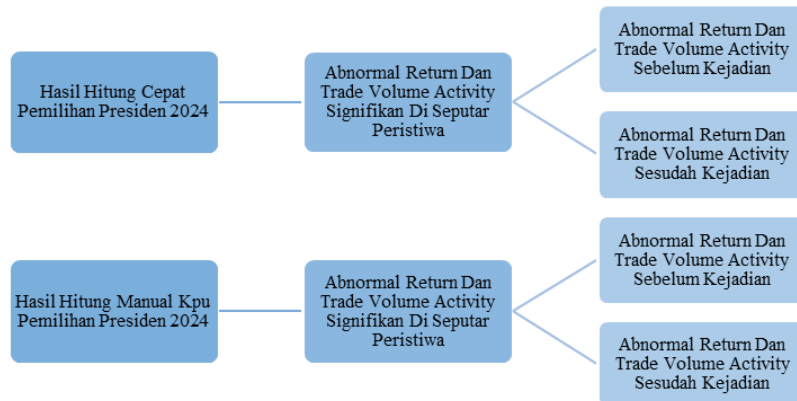 Hasil Hitung Cepat
Pemilihan Presiden 2024
Abnormal Return Dan
Trade Volume Activity
Signifikan Di Seputar
Peristiwa
Abnormal Return Dan
Trade Volume Activity
Sebelum Kejadian
Abnormal Return Dan
Trade Volume Activity
Sesudah Kejadian
Hasil Hitung Manual Kpu
Pemilihan Presiden 2024
Abnormal Return Dan
Trade Volume Activity
Signifikan Di Seputar
Peristiwa
Abnormal Return Dan
Trade Volume Activity
Sebelum Kejadian
Abnormal Return Dan
Trade Volume Activity
Sesudah Kejadian